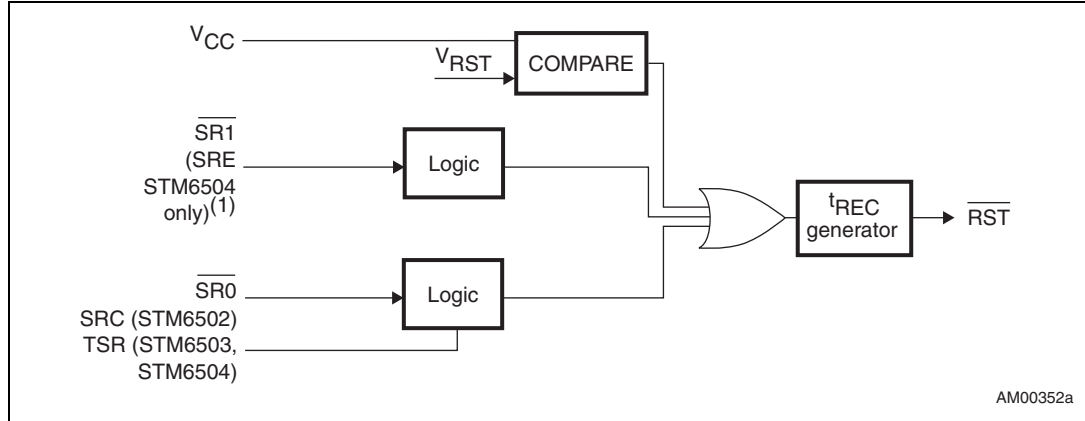 VCC
VRST
COMPARE
SR1
(SRE
STM6504
only)(1)
Logic
tREC
generator
RST
SR0
SRC (STM6502)
TSR (STM6503,
STM6504)
Logic
AM00352a